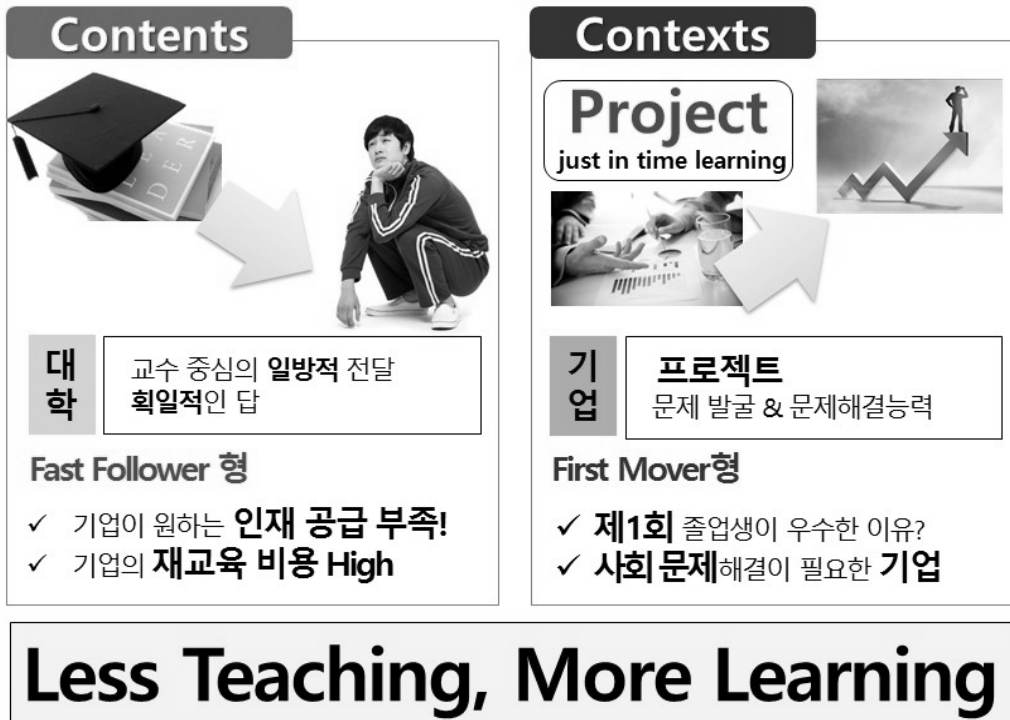 Contents
LEA
DER
대
학
교수 중심의 일방적 전달
획일적인 답
Fast Follower 형
✓ 기업이 원하는 인재 공급 부족!
✓ 기업의 재교육 비용 High
Contexts
Project
just in time learning
기
업
프로젝트
문제 발굴 & 문제해결능력
First Mover형
✓ 제1회 졸업생이 우수한 이유?
✓ 사회 문제해결이 필요한 기업
Less Teaching, More Learning